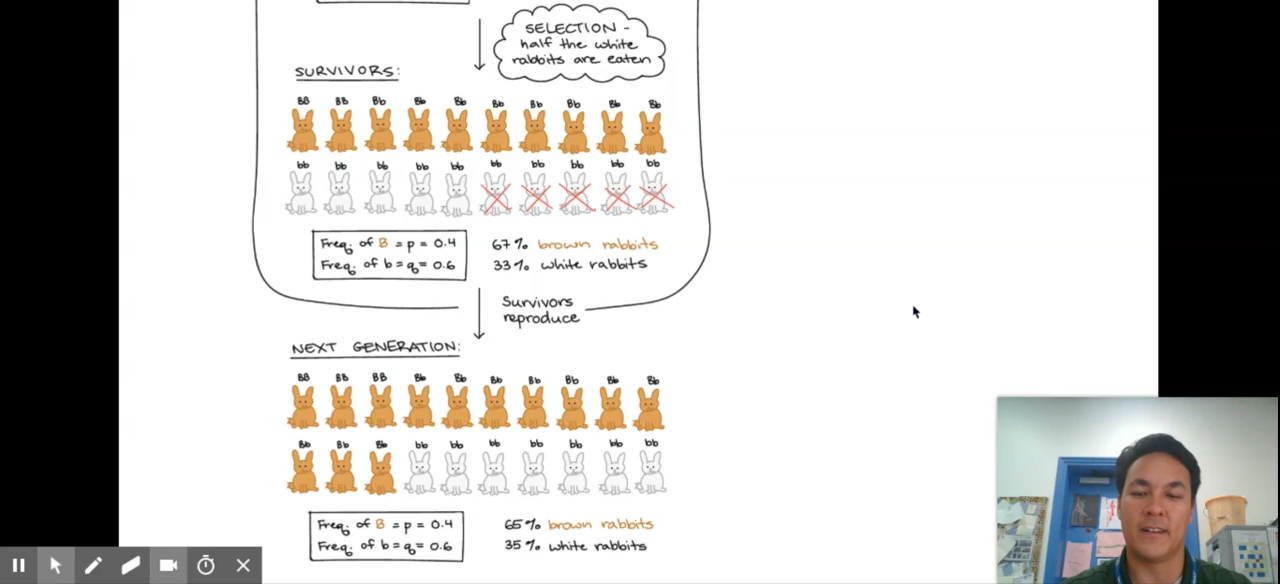 SELECTION -
half the white
rabbits are eaten
SURVIVORS:
BB BB Bb Bb Bb Bb Bb Bb Bb Bb
bb bb bb bb bb bb bb bb bb bb
Freq. of B = p = 0.4
Freq. of b = q = 0.6
67% brown rabbits
33% white rabbits
Survivors
reproduce
NEXT GENERATION:
BB BB BB Bb Bb Bb Bb Bb Bb Bb
Bb Bb Bb bb bb bb bb bb bb bb
Freq. of B = p = 0.4
Freq. of b = q = 0.6
65% brown rabbits
35% white rabbits